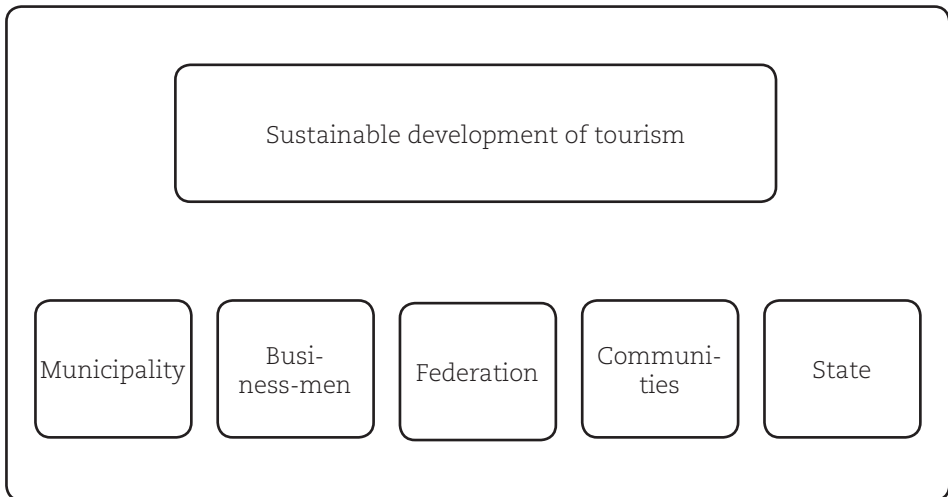 Sustainable development of tourism
Municipality
Busi-
ness-men
Federation
Communi-
ties
State